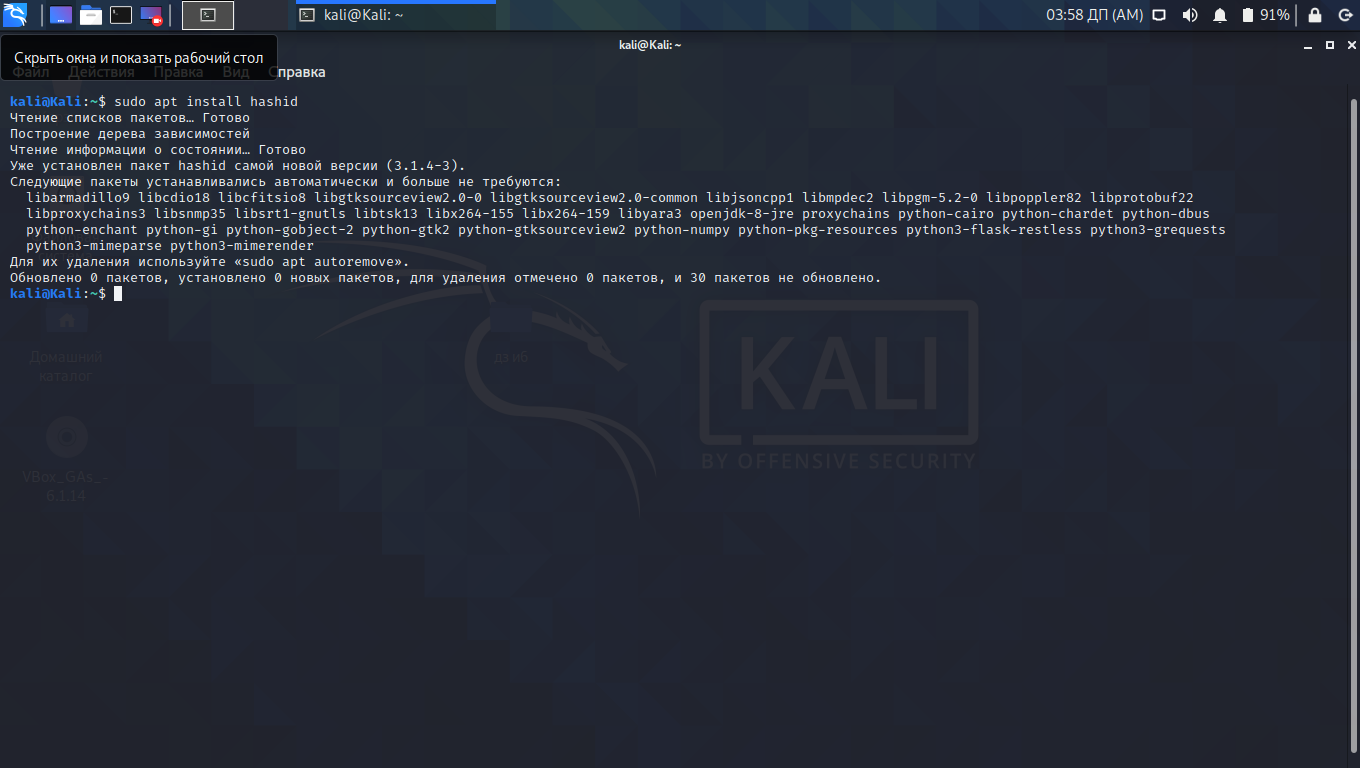 kali@Kali: ~
03:58 ДП (AM)
91%
kali@Kali: ~
Скрыть окна и показать рабочий стол
Файл Действия Правка Вид Справка
kali@Kali:~$ sudo apt install hashid
Чтение списков пакетов… Готово
Построение дерева зависимостей
Чтение информации о состоянии… Готово
Уже установлен пакет hashid самой новой версии (3.1.4-3).
Следующие пакеты устанавливались автоматически и больше не требуются:
libarmadillo9 libcdio18 libcfitsio8 libgtksourceview2.0-0 libgtksourceview2.0-common libjsoncpp1 libmpdec2 libpgm-5.2-0 libpoppler82 libprotobuf22
libproxychains3 libsnmp35 libsrt1-gnutls libtsk13 libx264-155 libx264-159 libyara3 openjdk-8-jre proxychains python-cairo python-chardet python-dbus
python-enchant python-gi python-gobject-2 python-gtk2 python-gtksourceview2 python-numpy python-pkg-resources python3-flask-restless python3-grequests
python3-mimeparse python3-mimerender
Для их удаления используйте «sudo apt autoremove».
Обновлено 0 пакетов, установлено 0 новых пакетов, для удаления отмечено 0 пакетов, и 30 пакетов не обновлено.
kali@Kali:~$
Домашний
каталог
дз иб
KALI
BY OFFENSIVE SECURITY
VBox_GAs_-
6.1.14